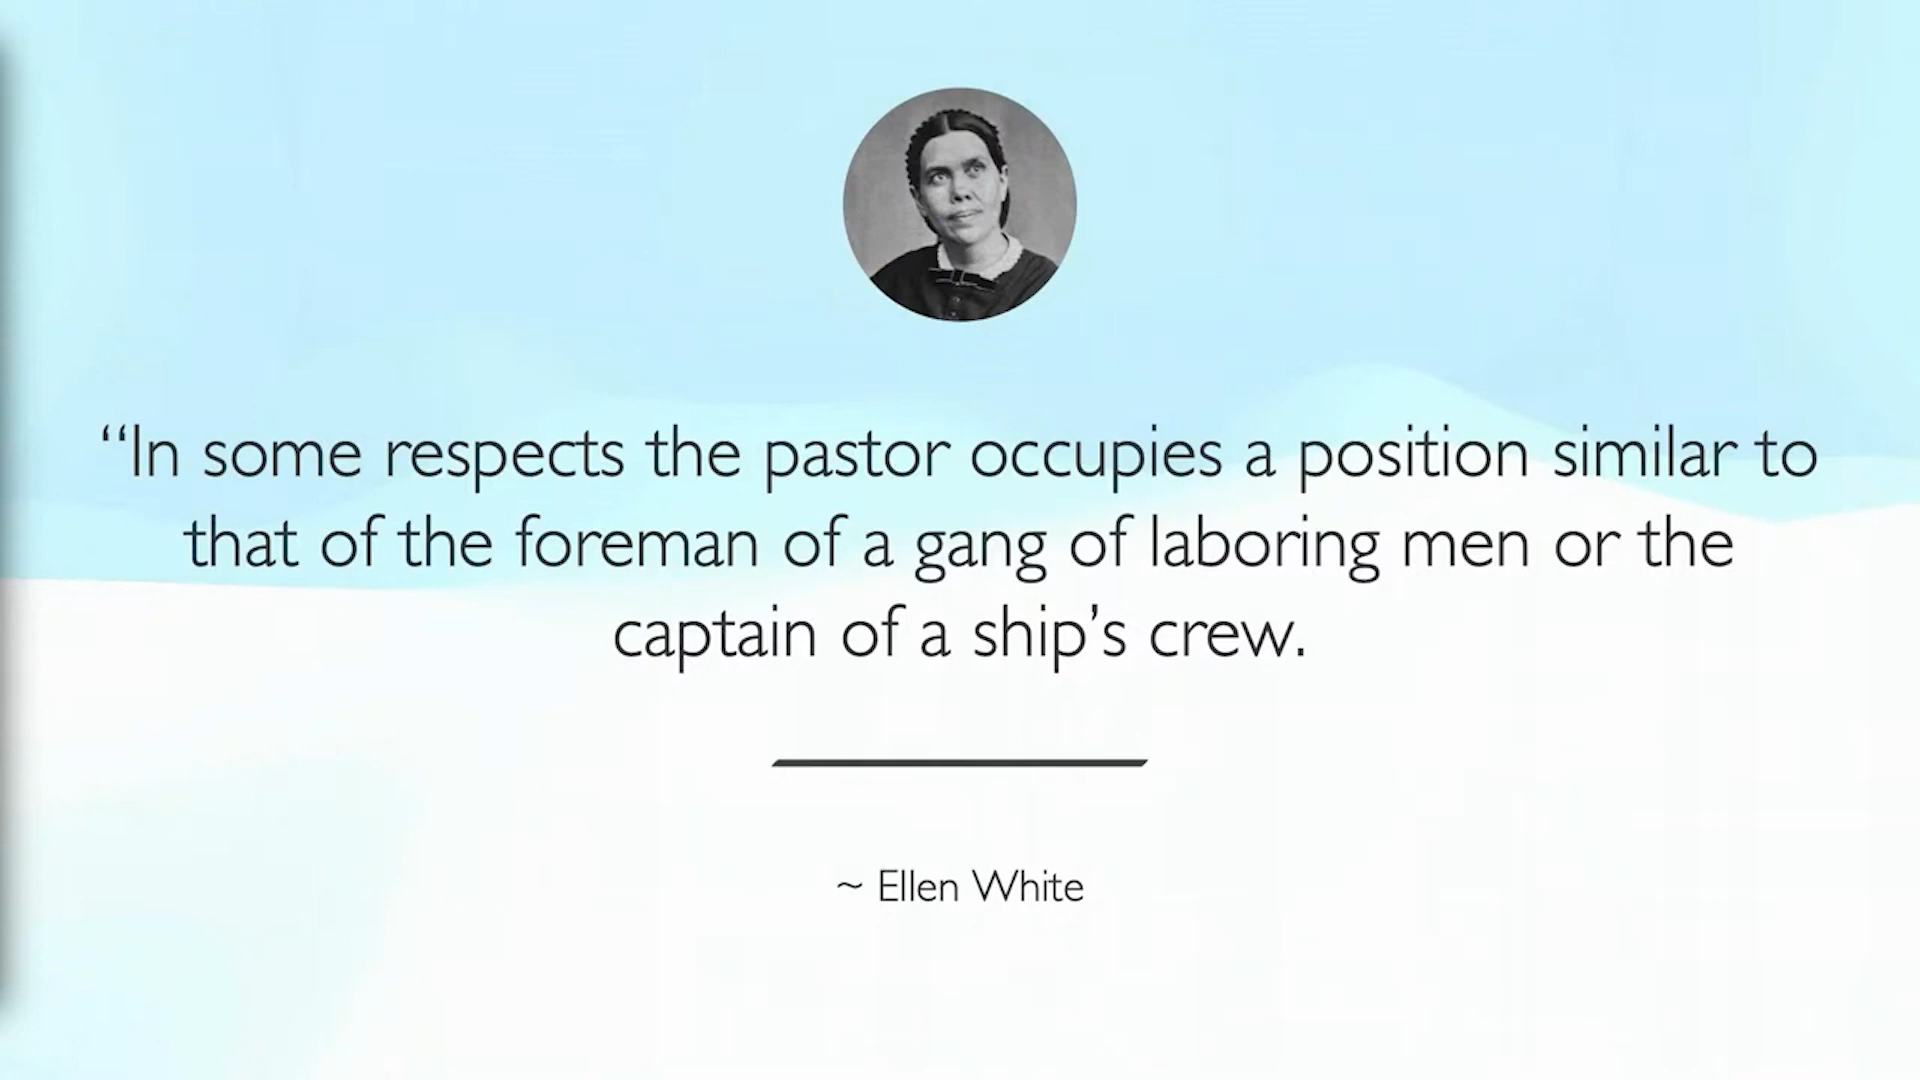 “In some respects the pastor occupies a position similar to
that of the foreman of a gang of laboring men or the
captain of a ship’s crew.
~ Ellen White